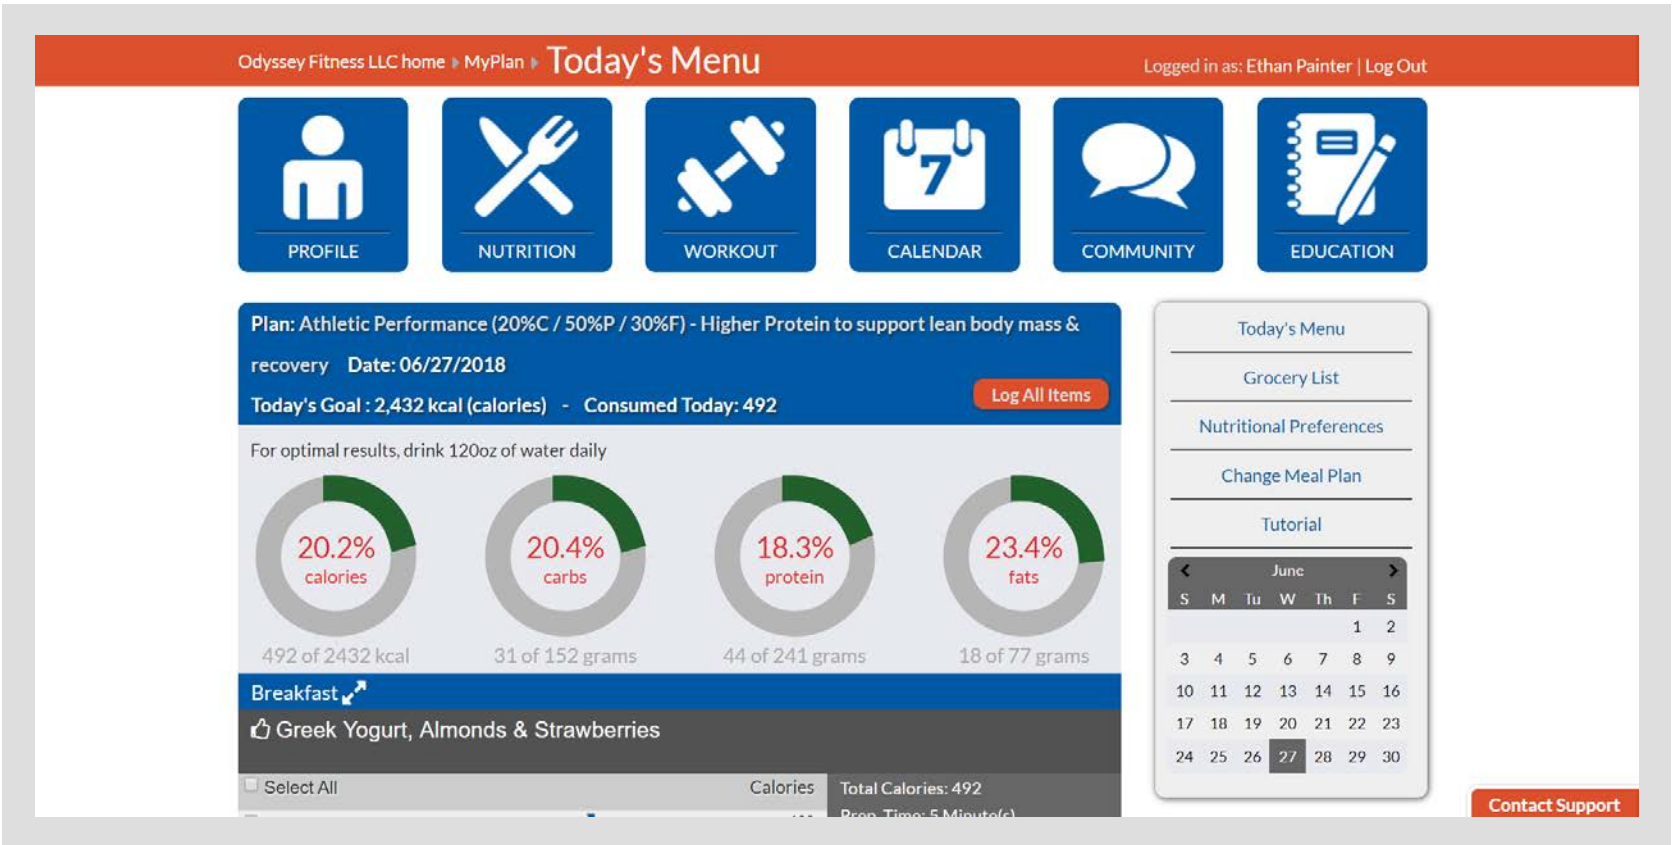 Odyssey Fitness LLC home MyPlan Today's Menu
Logged in as: Ethan Painter | Log Out
PROFILE
NUTRITION
WORKOUT
7
CALENDAR
COMMUNITY
EDUCATION
Plan: Athletic Performance (20%C / 50%P / 30%F) - Higher Protein to support lean body mass &
recovery Date: 06/27/2018
Today's Goal : 2,432 kcal (calories) - Consumed Today: 492
Log All Items
For optimal results, drink 120oz of water daily
20.2%
calories
492 of 2432 kcal
20.4%
carbs
31 of 152 grams
18.3%
protein
44 of 241 grams
23.4%
fats
18 of 77 grams
Breakfast
Greek Yogurt, Almonds & Strawberries
Select All Calories
Total Calories: 492
Prep. Time: 5 Minute(s)
Today's Menu
Grocery List
Nutritional Preferences
Change Meal Plan
Tutorial
June
S M Tu W Th F S
1 2
3 4 5 6 7 8 9
10 11 12 13 14 15 16
17 18 19 20 21 22 23
24 25 26 27 28 29 30
Contact Support